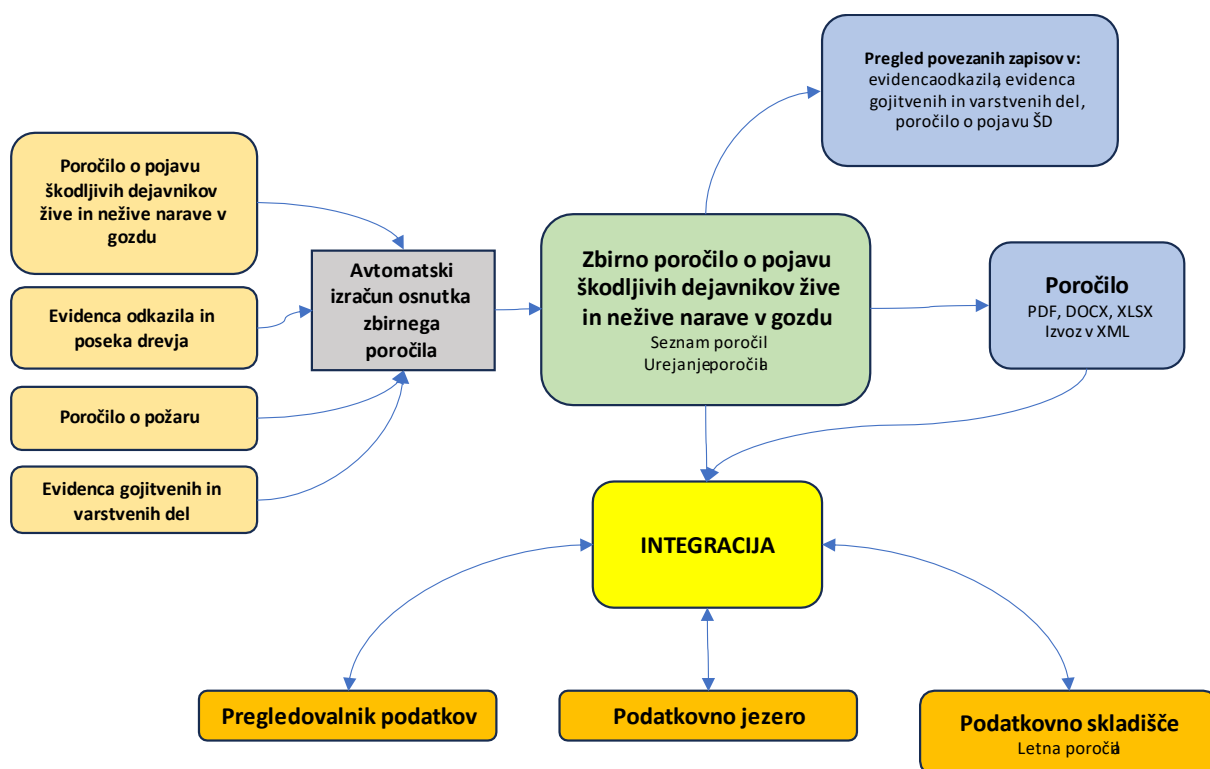 Pregled povezanih zapisov v:
evidencaodkazila, evidenca
gojitvenih in varstvenih del,
poročilo o pojavu ŠD
Poročilo o pojavu
škodljivih dejavnikov
žive in nežive narave v
gozdu
Evidenca odkazila in
poseka drevja
Poročilo o požaru
Evidenca gojitvenih in
varstvenih del
Avtomatski
izračun osnutka
zbirnega
poročila
Zbirno poročilo o pojavu
škodljivih dejavnikov žive
in nežive narave v gozdu
Seznam poročil
Urejanjeporočila
Poročilo
PDF, DOCX, XLSX
Izvoz v XML
INTEGRACIJA
Pregledovalnik podatkov
Podatkovno jezero
Podatkovno skladišče
Letna poročila